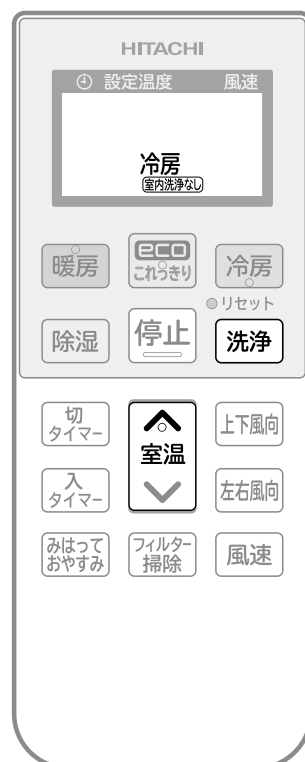 HITACHI
設定温度 風速
冷房
室内洗浄なし
暖房 eco これっきり 冷房
リセット
除湿 停止 洗浄
切タイマー 室温 上下風向
入タイマー 左右風向
みはっておやすみ フィルター掃除 風速